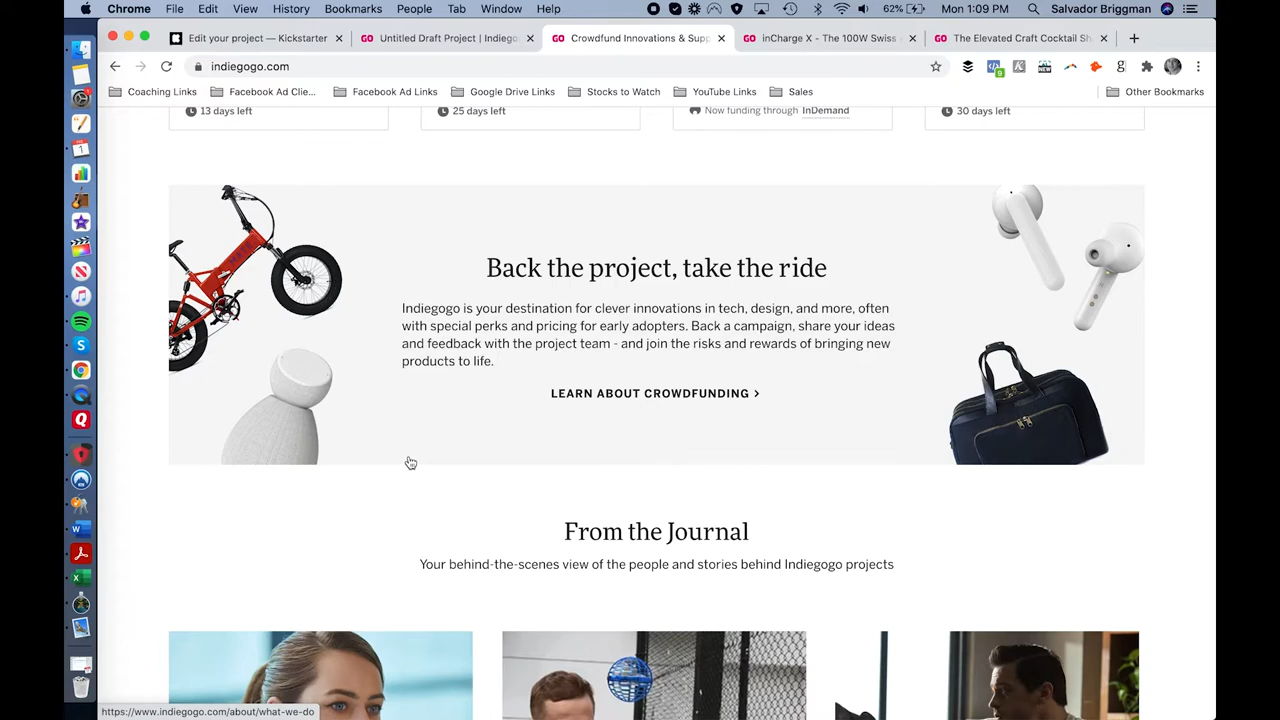 Chrome File Edit View History Bookmarks People Tab Window Help 62% Mon 1:09 PM Salvador Briggman
Edit your project — Kickstarter
Untitled Draft Project | Indiego
Crowdfund Innovations & Supp
inCharge X - The 100W Swiss
The Elevated Craft Cocktail Sh
indiegogo.com
9
Coaching Links Facebook Ad Clie... Facebook Ad Links Google Drive Links Stocks to Watch YouTube Links Sales Other Bookmarks
13 days left 25 days left Now funding through InDemand 30 days left
Back the project, take the ride
Indiegogo is your destination for clever innovations in tech, design, and more, often
with special perks and pricing for early adopters. Back a campaign, share your ideas
and feedback with the project team - and join the risks and rewards of bringing new
products to life.
LEARN ABOUT CROWDFUNDING >
From the Journal
Your behind-the-scenes view of the people and stories behind Indiegogo projects
https://www.indiegogo.com/about/what-we-do